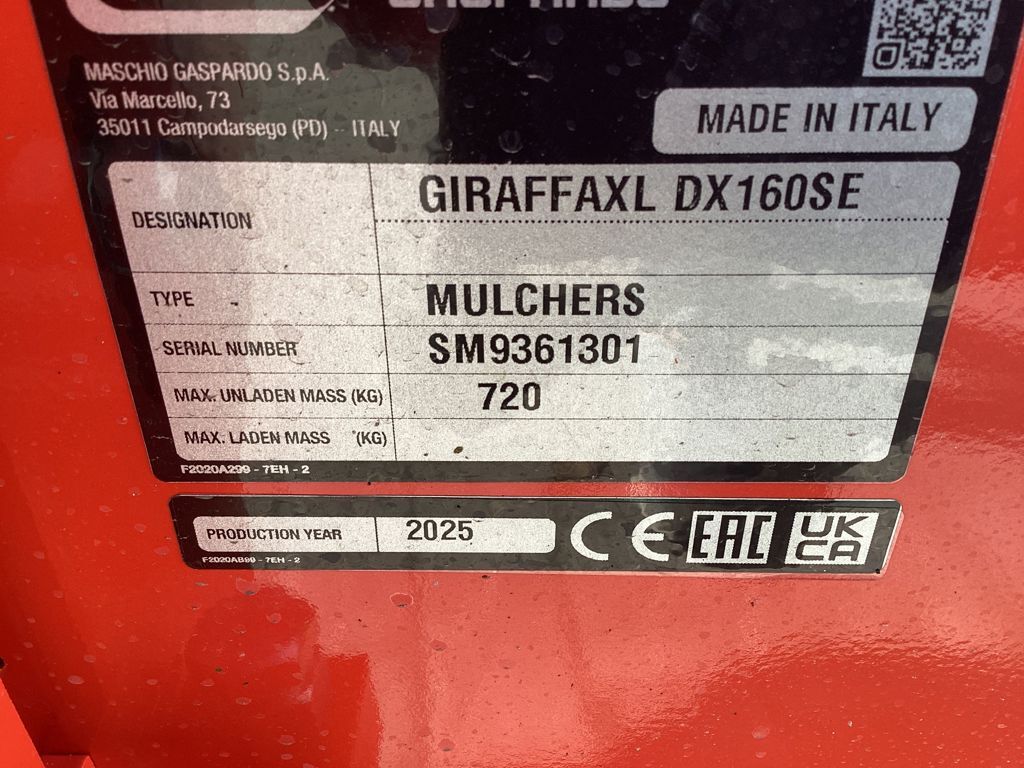 MASCHIO GASPARDO S.p.A.
Via Marcello, 73
35011 Campodarsego (PD) - ITALY
MADE IN ITALY
DESIGNATION GIRAFFAXL DX160SE
TYPE MULCHERS
SERIAL NUMBER SM9361301
MAX. UNLADEN MASS (KG) 720
MAX. LADEN MASS (KG)
F2020A299 - 7EH - 2
PRODUCTION YEAR 2025
F2020AB99 - 7EH - 2
CE EAC UK
CA